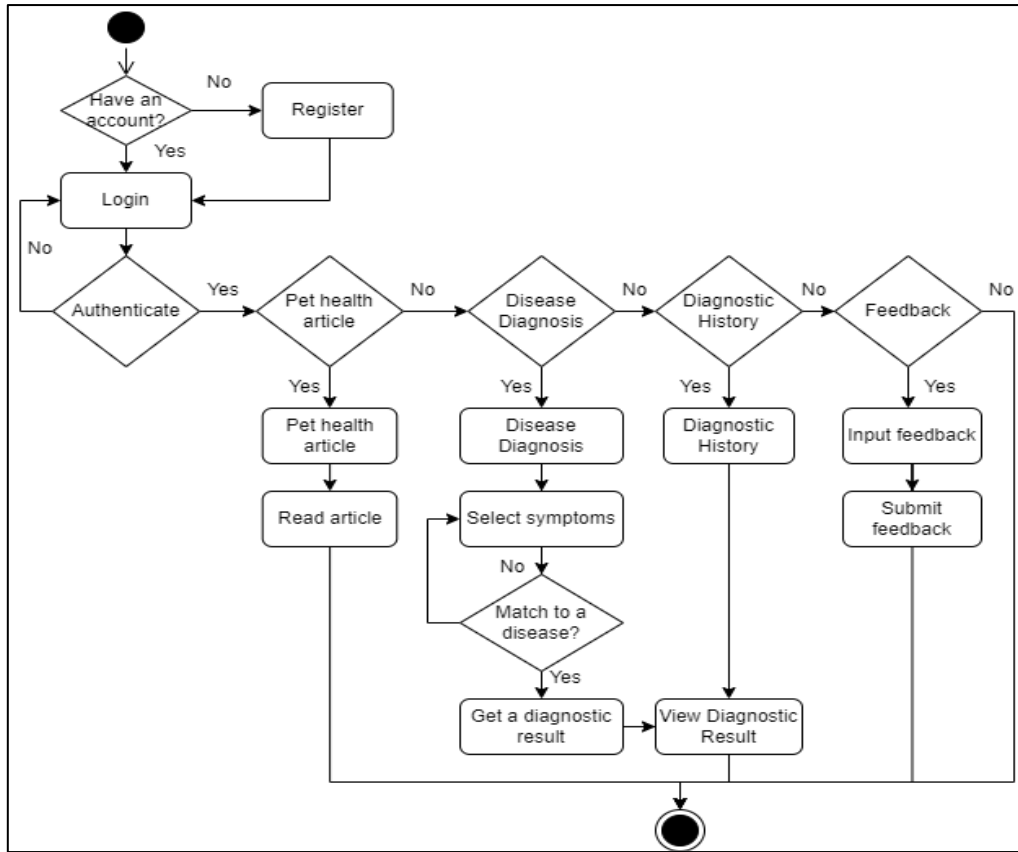 Have an
account?
No
Register
Yes
Login
No
Authenticate
Yes
Pet health
article
No
Disease
Diagnosis
No
Diagnostic
History
No
Feedback
No
Yes
Yes
Yes
Yes
Pet health
article
Disease
Diagnosis
Diagnostic
History
Input feedback
Read article
Select symptoms
Submit
feedback
No
Match to a
disease?
Yes
Get a diagnostic
result
View Diagnostic
Result